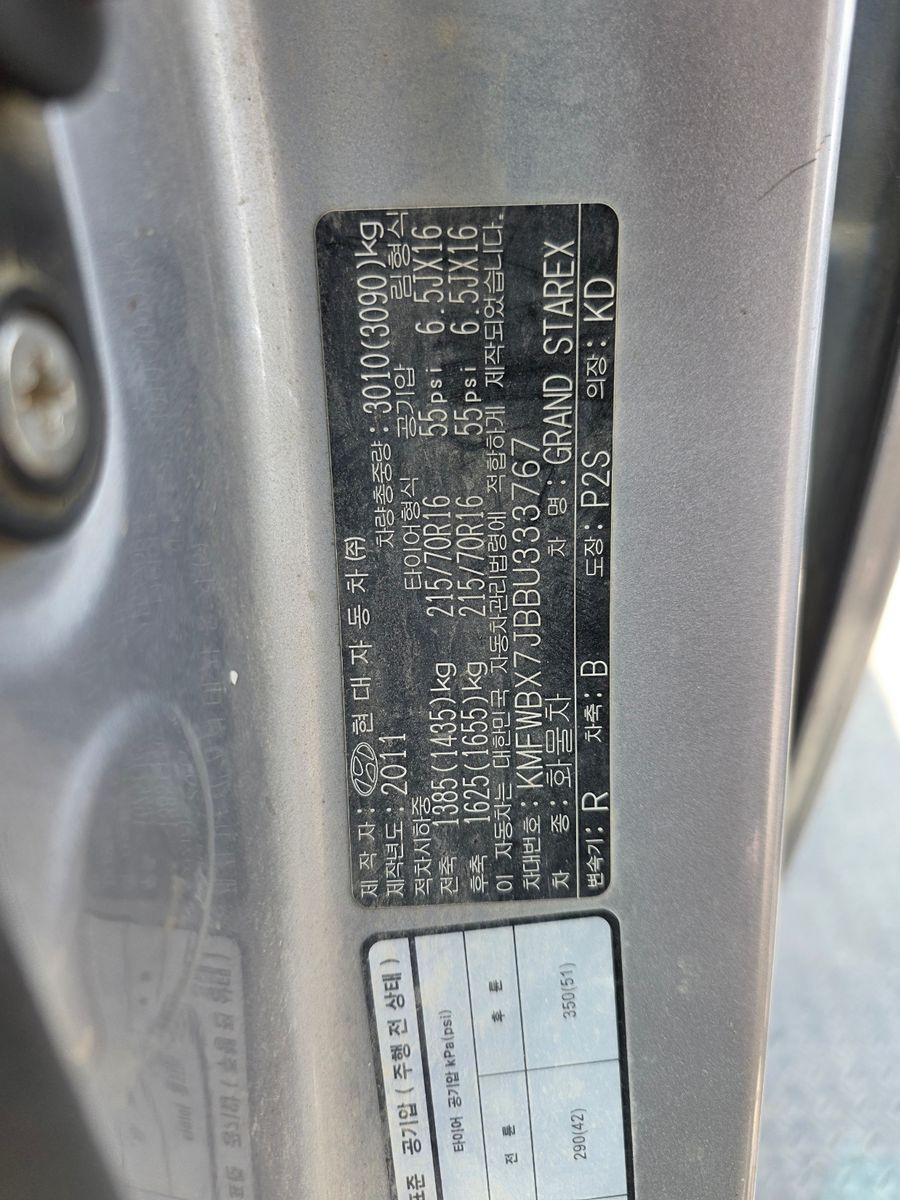 제 작 자 : 현 대 자 동 차 ㈜
제작년도 : 2011 차량총중량 : 3010(3090)kg
적차시하중 타이어형식 공기압 림형식
전축 1385(1435)kg 215/70R16 55psi 6.5JX16
후축 1625(1655)kg 215/70R16 55psi 6.5JX16
이 자동차는 대한민국 자동차관리법령에 저합하게 제작되었습니다.
차대번호 : KMFWBX7JBBU333767
차 종 : 화물차 차 명 : GRAND STAREX
변속기 : R 차축 : B 도장 : P2S 의장 : KD
표준 공기압 ( 주행 전 상태 )
타이어 공기압 kPa(psi)
전 륜 후 륜
290(42) 350(51)